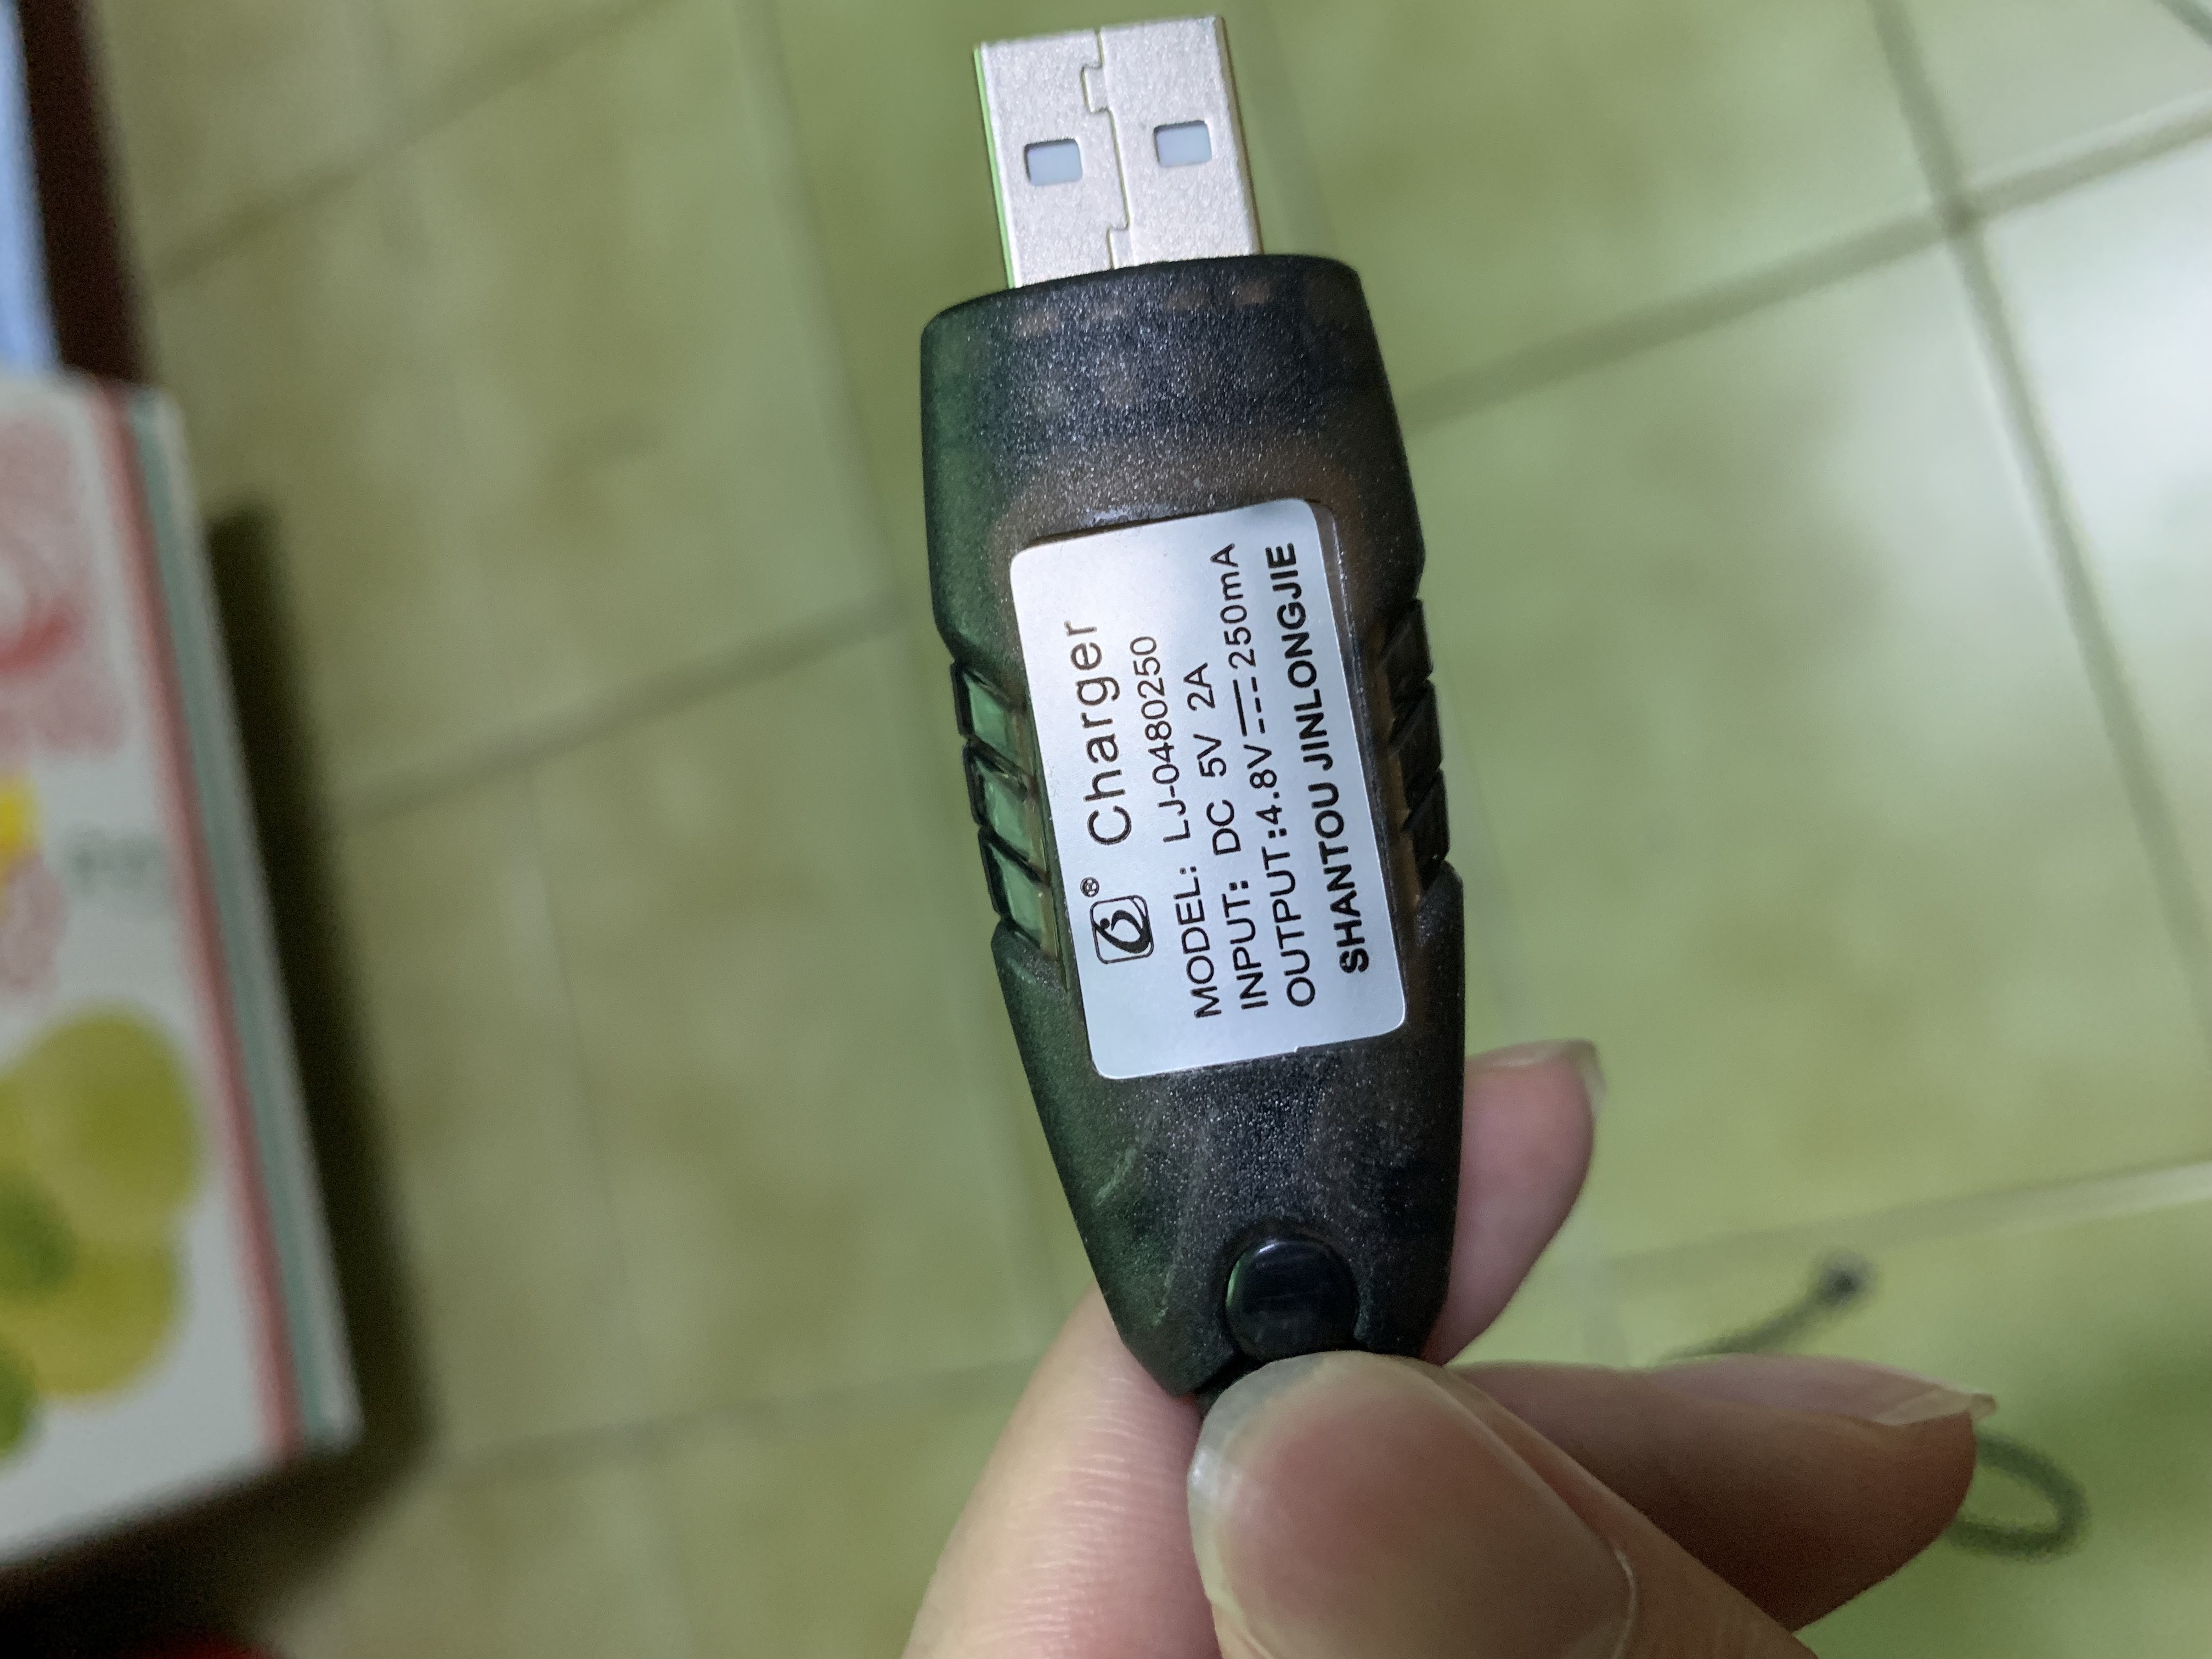 ® Charger
MODEL: LJ-0480250
INPUT: DC 5V 2A
OUTPUT:4.8V⎓250mA
SHANTOU JINLONGJIE